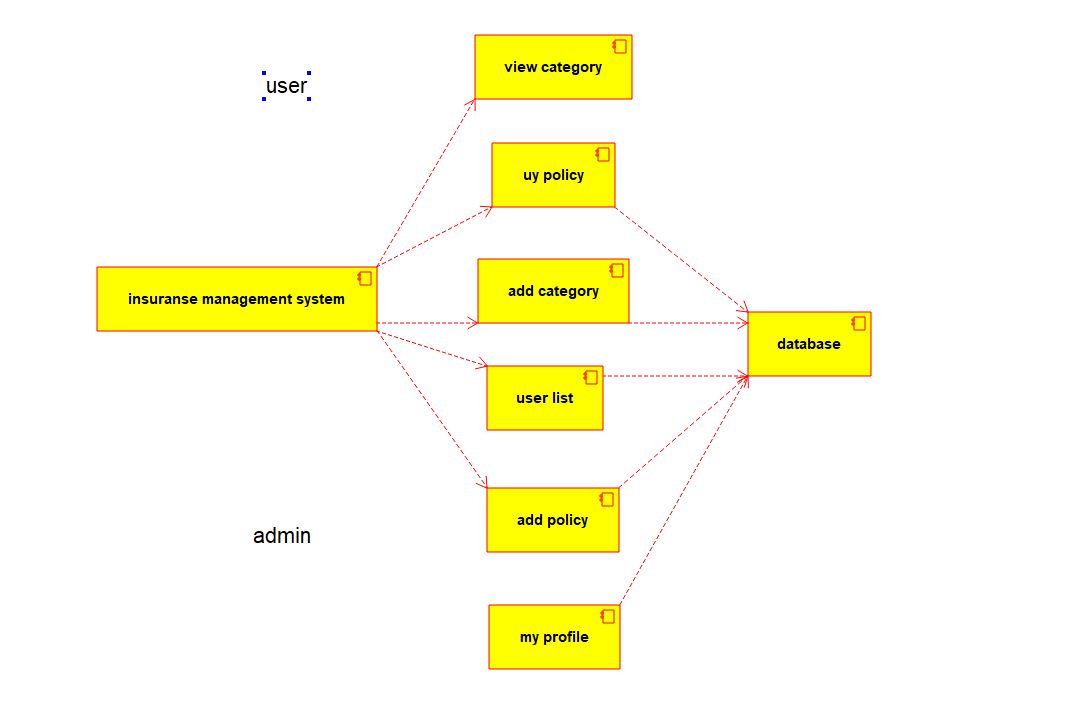 view category
user
uy policy
insuranse management system
add category
database
user list
add policy
admin
my profile